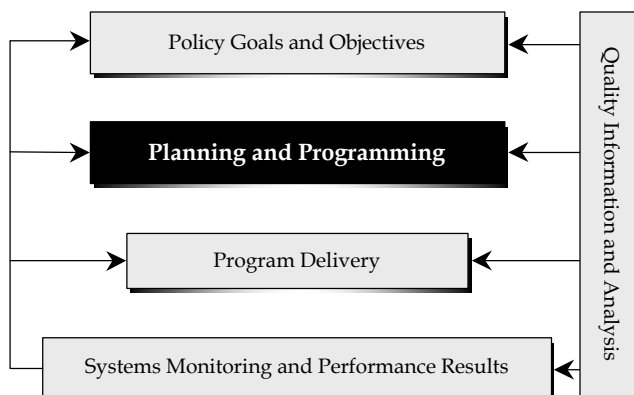 Policy Goals and Objectives
Planning and Programming
Program Delivery
Systems Monitoring and Performance Results
Quality Information and Analysis